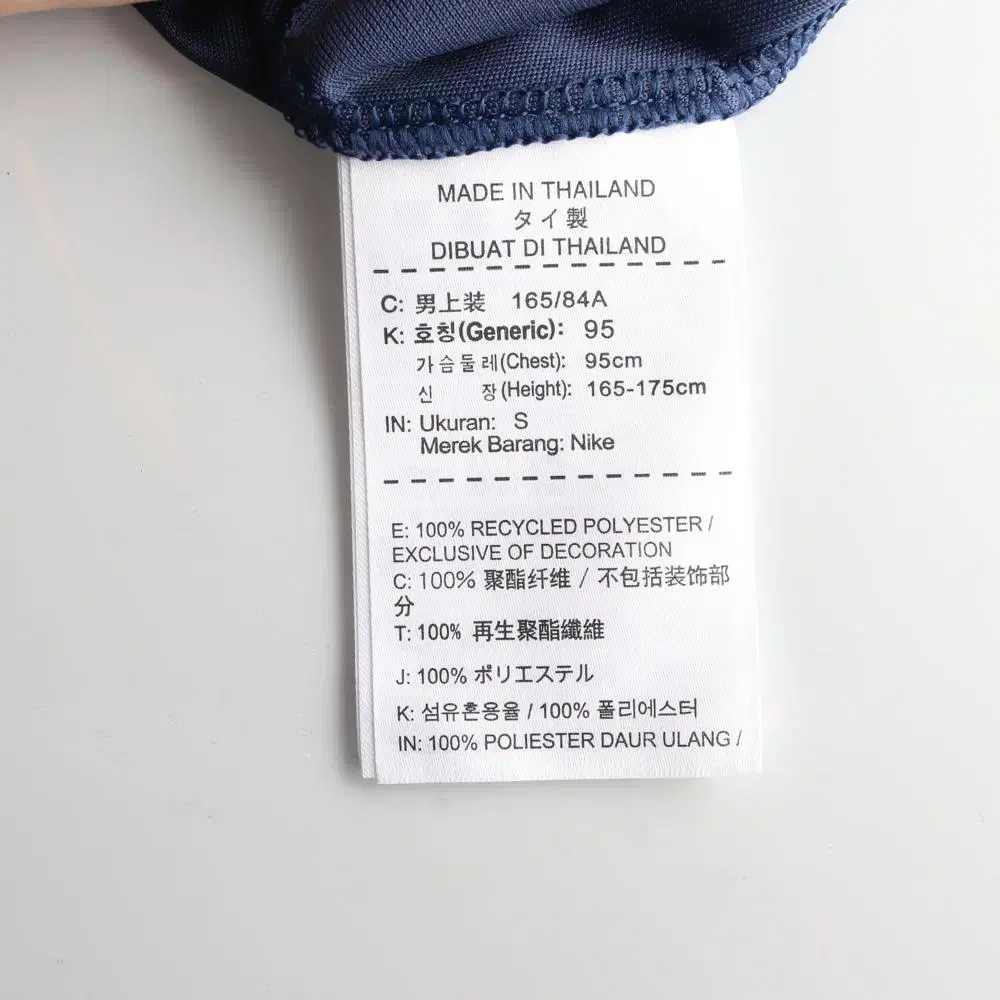 MADE IN THAILAND
タイ製
DIBUAT DI THAILAND
C: 男上装 165/84A
K: 호칭(Generic): 95
가슴둘레(Chest): 95cm
신 장(Height): 165-175cm
IN: Ukuran: S
Merek Barang: Nike
E: 100% RECYCLED POLYESTER /
EXCLUSIVE OF DECORATION
C: 100% 聚酯纤维 / 不包括装饰部
分
T: 100% 再生聚酯纖維
J: 100% ポリエステル
K: 섬유혼용율 / 100% 폴리에스터
IN: 100% POLIESTER DAUR ULANG /